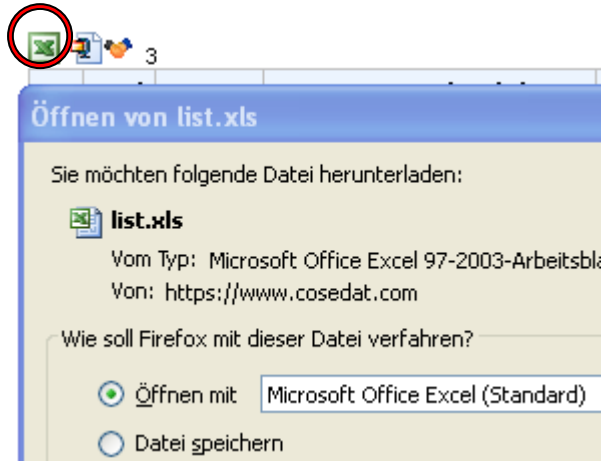 3
Öffnen von list.xls
Sie möchten folgende Datei herunterladen:
list.xls
Vom Typ: Microsoft Office Excel 97-2003-Arbeitsbla
Von: https://www.cosedat.com
Wie soll Firefox mit dieser Datei verfahren?
Öffnen mit Microsoft Office Excel (Standard)
Datei speichern